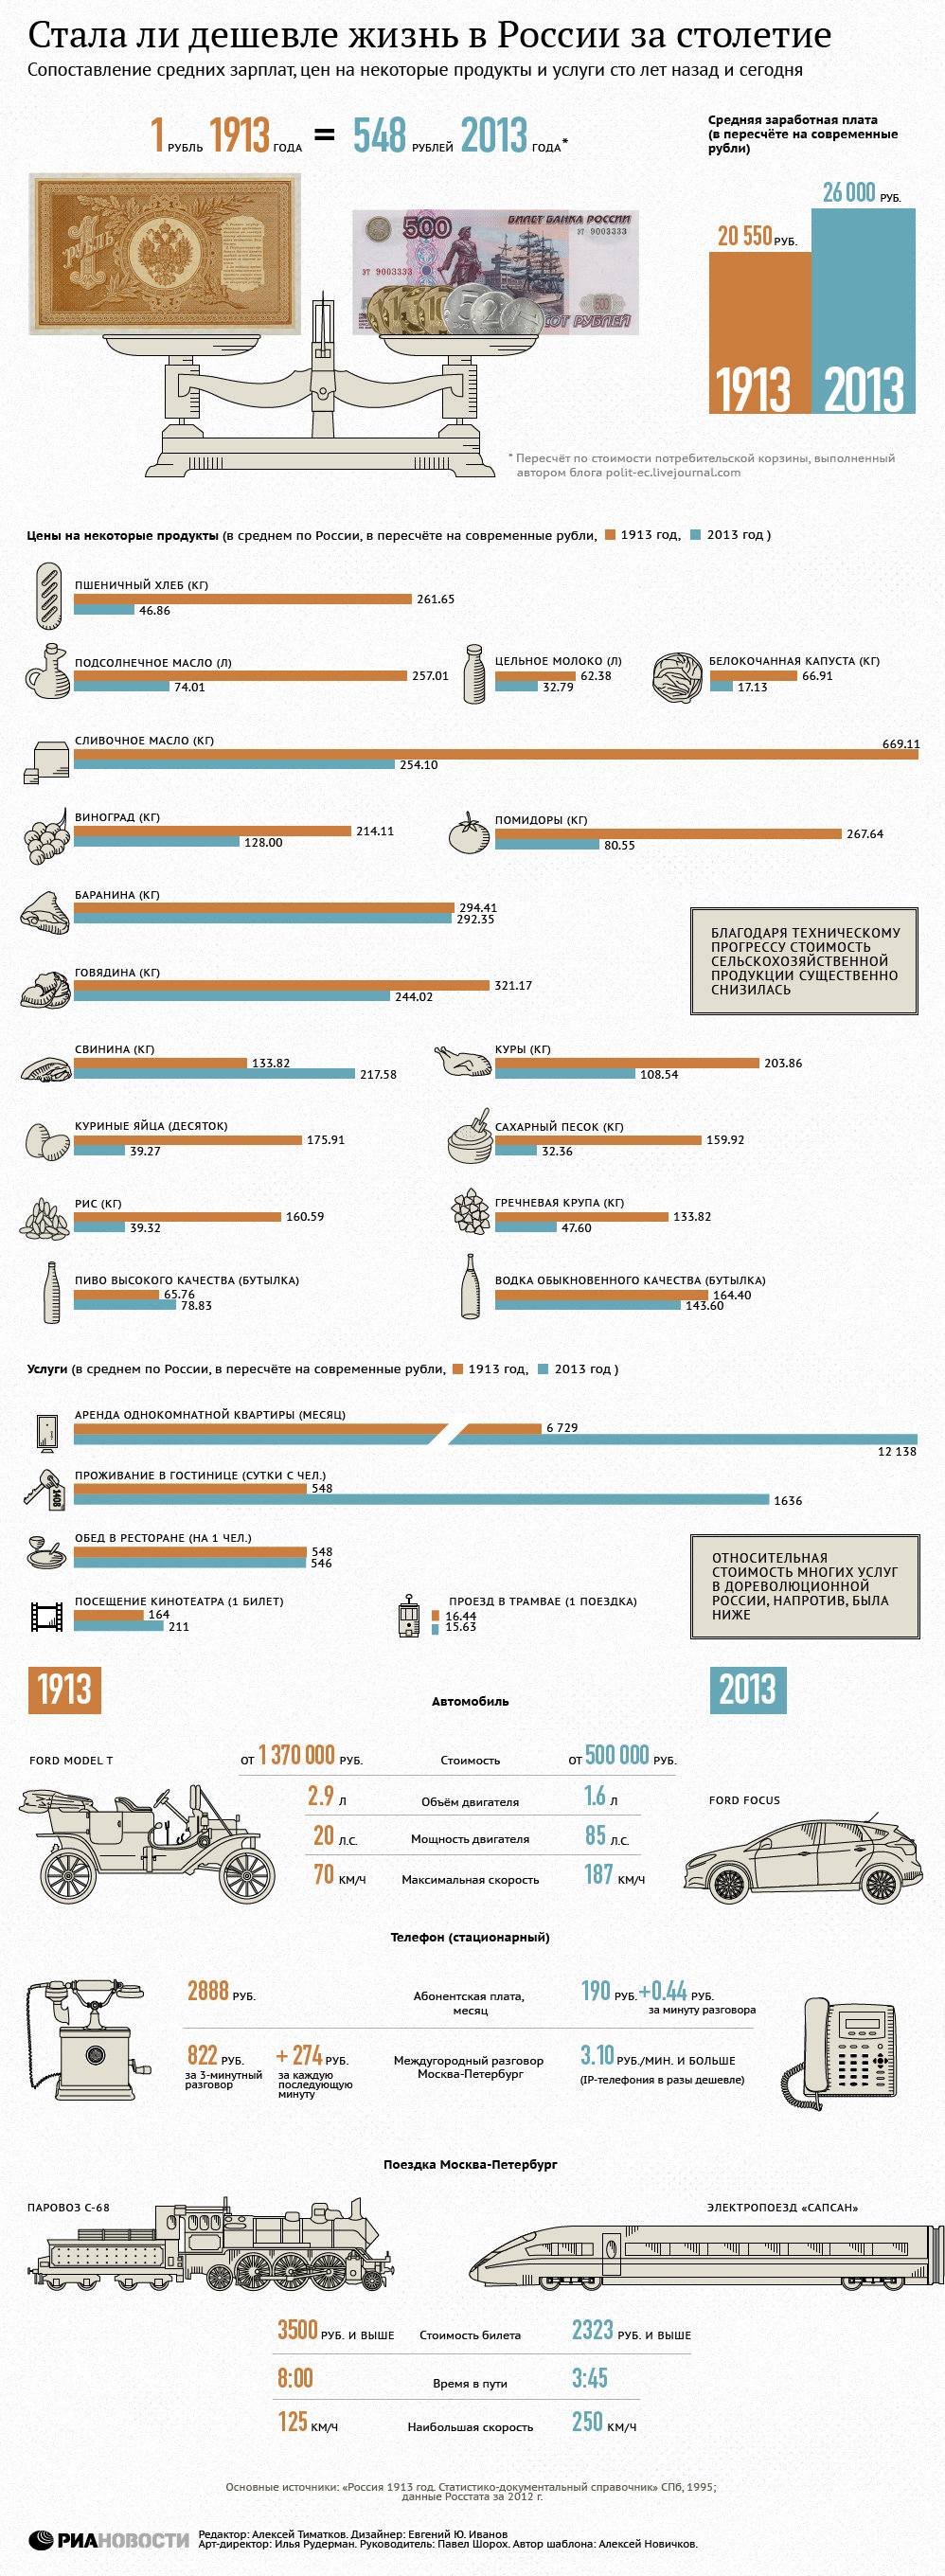 Стала ли дешевле жизнь в России за столетие
Сопоставление средних зарплат, цен на некоторые продукты и услуги сто лет назад и сегодня
1 РУБЛЬ 1913 ГОДА = 548 РУБЛЕЙ 2013 ГОДА*
Средняя заработная плата
(в пересчёте на современные
рубли)
20 550 РУБ.
26 000 РУБ.
1913
2013
РУБЛЬ
500
БИЛЕТ БАНКА РОССИИ
ЭТ 9003333
ЭТ 9003333
500
* Пересчёт по стоимости потребительской корзины, выполненный
автором блога polit-ec.livejournal.com
Цены на некоторые продукты (в среднем по России, в пересчёте на современные рубли, 1913 год, 2013 год )
ПШЕНИЧНЫЙ ХЛЕБ (КГ)
261.65
46.86
ПОДСОЛНЕЧНОЕ МАСЛО (Л)
257.01
74.01
ЦЕЛЬНОЕ МОЛОКО (Л)
62.38
32.79
БЕЛОКОЧАННАЯ КАПУСТА (КГ)
66.91
17.13
СЛИВОЧНОЕ МАСЛО (КГ)
669.11
254.10
ВИНОГРАД (КГ)
214.11
128.00
ПОМИДОРЫ (КГ)
267.64
80.55
БАРАНИНА (КГ)
294.41
292.35
БЛАГОДАРЯ ТЕХНИЧЕСКОМУ
ПРОГРЕССУ СТОИМОСТЬ
СЕЛЬСКОХОЗЯЙСТВЕННОЙ
ПРОДУКЦИИ СУЩЕСТВЕННО
СНИЗИЛАСЬ
ГОВЯДИНА (КГ)
321.17
244.02
СВИНИНА (КГ)
133.82
217.58
КУРЫ (КГ)
203.86
108.54
КУРИНЫЕ ЯЙЦА (ДЕСЯТОК)
175.91
39.27
САХАРНЫЙ ПЕСОК (КГ)
159.92
32.36
РИС (КГ)
160.59
39.32
ГРЕЧНЕВАЯ КРУПА (КГ)
133.82
47.60
ПИВО ВЫСОКОГО КАЧЕСТВА (БУТЫЛКА)
65.76
78.83
ВОДКА ОБЫКНОВЕННОГО КАЧЕСТВА (БУТЫЛКА)
164.40
143.60
Услуги (в среднем по России, в пересчёте на современные рубли, 1913 год, 2013 год )
АРЕНДА ОДНОКОМНАТНОЙ КВАРТИРЫ (МЕСЯЦ)
6 729
12 138
ПРОЖИВАНИЕ В ГОСТИНИЦЕ (СУТКИ С ЧЕЛ.)
548
1636
1408
ОБЕД В РЕСТОРАНЕ (НА 1 ЧЕЛ.)
548
546
ОТНОСИТЕЛЬНАЯ
СТОИМОСТЬ МНОГИХ УСЛУГ
В ДОРЕВОЛЮЦИОННОЙ
РОССИИ, НАПРОТИВ, БЫЛА
НИЖЕ
ПОСЕЩЕНИЕ КИНОТЕАТРА (1 БИЛЕТ)
164
211
ПРОЕЗД В ТРАМВАЕ (1 ПОЕЗДКА)
16.44
15.63
1913
2013
Автомобиль
FORD MODEL T
ОТ 1 370 000 РУБ. Стоимость ОТ 500 000 РУБ.
2.9 Л Объём двигателя 1.6 Л
FORD FOCUS
20 Л.С. Мощность двигателя 85 Л.С.
70 КМ/Ч Максимальная скорость 187 КМ/Ч
Телефон (стационарный)
2888 РУБ. Абонентская плата, 190 РУБ.+0.44 РУБ.
месяц за минуту разговора
822 РУБ. + 274 РУБ. Междугородный разговор 3.10 РУБ./МИН. И БОЛЬШЕ
за 3-минутный за каждую Москва-Петербург (IP-телефония в разы дешевле)
разговор последующую
минуту
Поездка Москва-Петербург
ПАРОВОЗ С-68
ЭЛЕКТРОПОЕЗД «САПСАН»
3500 РУБ. И ВЫШЕ Стоимость билета 2323 РУБ. И ВЫШЕ
8:00 Время в пути 3:45
125 КМ/Ч Наибольшая скорость 250 КМ/Ч
Основные источники: «Россия 1913 год. Статистико-документальный справочник» СПб, 1995;
данные Росстата за 2012 г.
РИАНОВОСТИ
Редактор: Алексей Тиматков. Дизайнер: Евгений Ю. Иванов
Арт-директор: Илья Рудерман. Руководитель: Павел Шорох. Автор шаблона: Алексей Новичков.